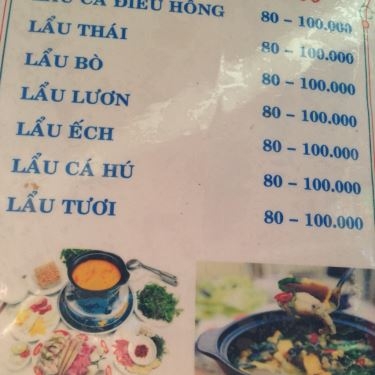 LẨU CÁ DIÊU HỒNG 80 – 100.000
LẨU THÁI 80 – 100.000
LẨU BÒ 80 – 100.000
LẨU LƯƠN 80 – 100.000
LẨU ẾCH 80 – 100.000
LẨU CÁ HÚ 80 – 100.000
LẨU TƯƠI 80 – 100.000